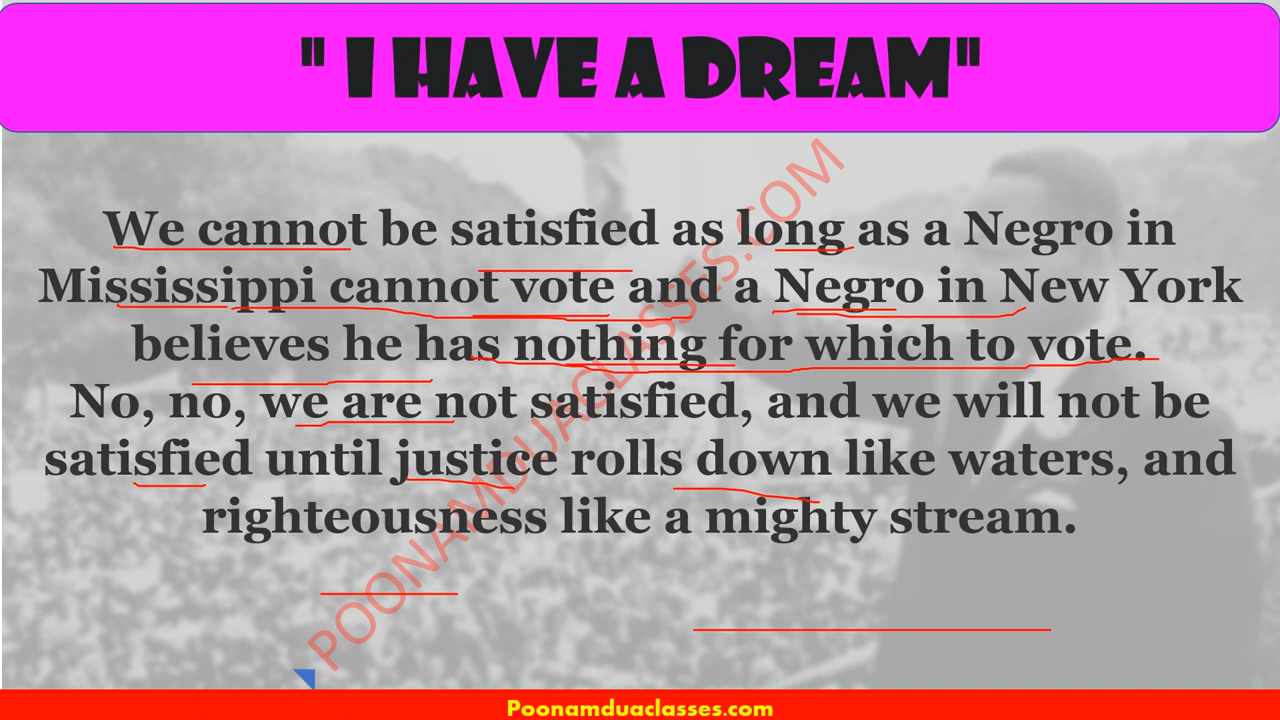 " I HAVE A DREAM"
We cannot be satisfied as long as a Negro in
Mississippi cannot vote and a Negro in New York
believes he has nothing for which to vote.
No, no, we are not satisfied, and we will not be
satisfied until justice rolls down like waters, and
righteousness like a mighty stream.
POONAMDUACLASSES.COM
Poonamduaclasses.com